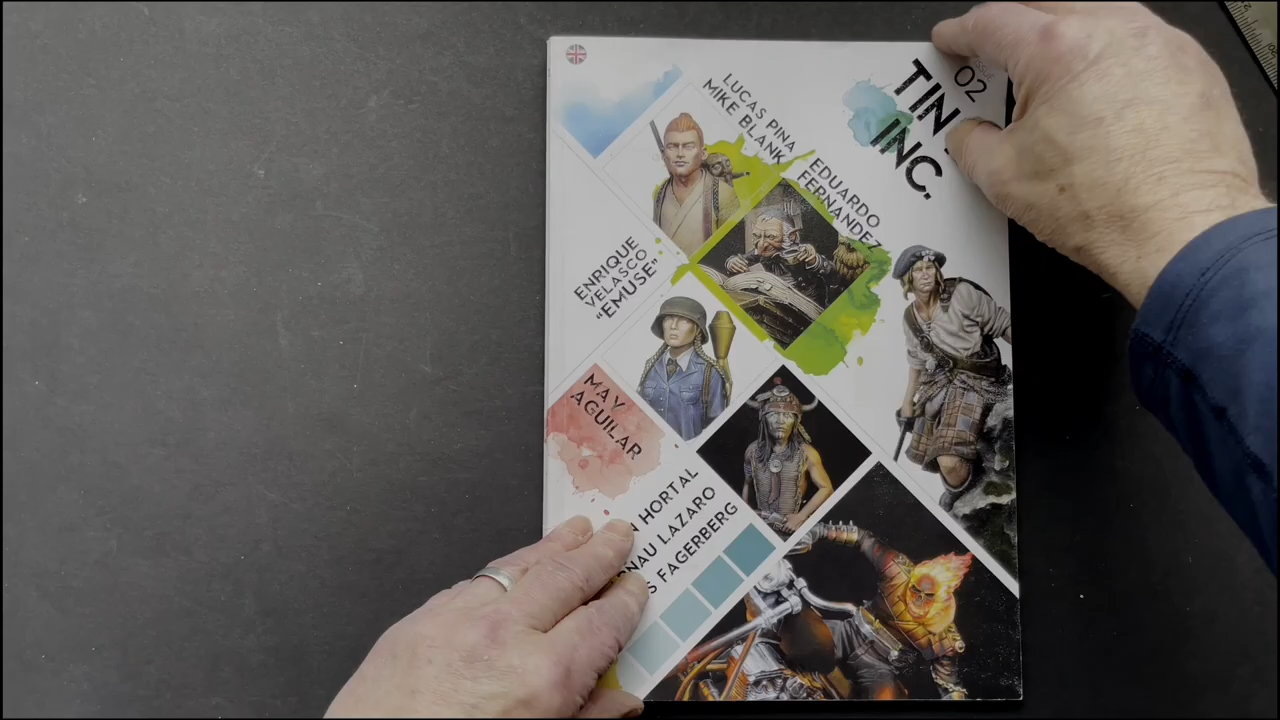 02
TIN
INC.
LUCAS PINA
MIKE BLANK
EDUARDO
FERNANDEZ
ENRIQUE
VELASCO
"EMUSE"
MAY
AGUILAR
HORTAL
LAZARO
FAGERBERG